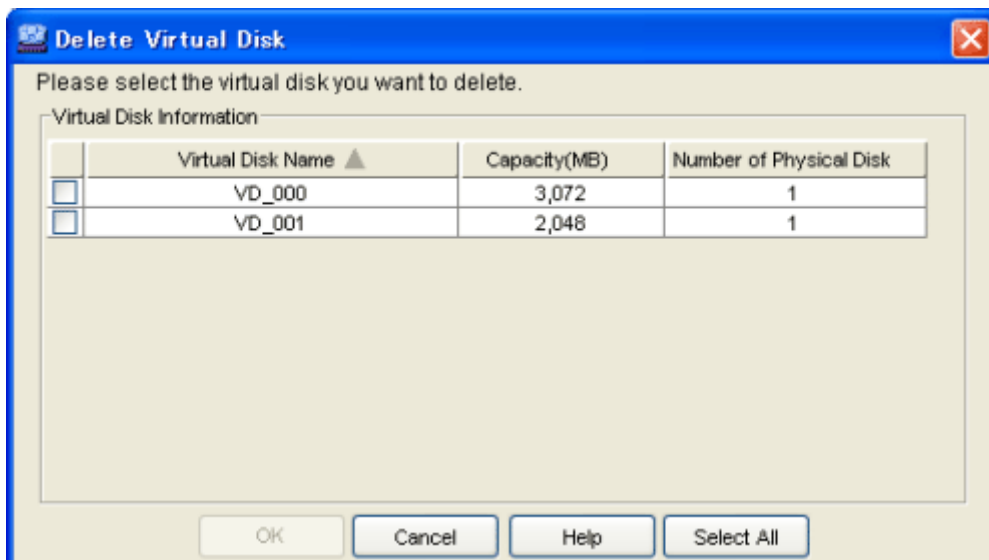 Delete Virtual Disk
Please select the virtual disk you want to delete.
Virtual Disk Information
Virtual Disk Name Capacity(MB) Number of Physical Disk
VD_000 3,072 1
VD_001 2,048 1
OK Cancel Help Select All